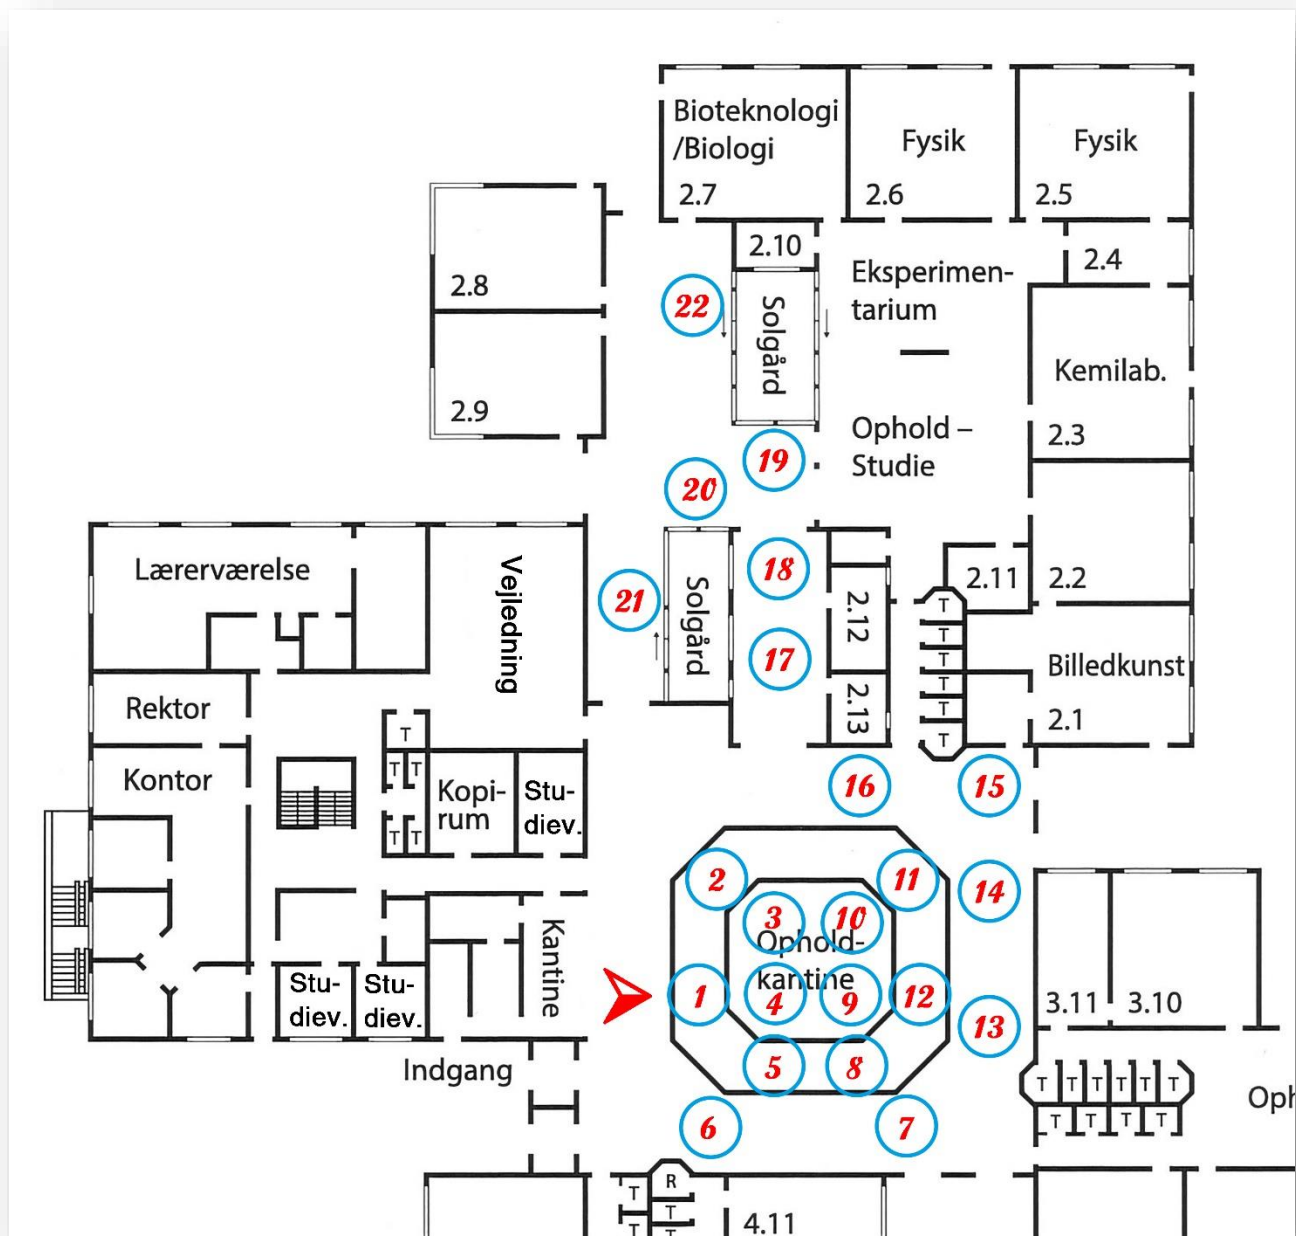 Bioteknologi
/Biologi
2.7
Fysik
2.6
Fysik
2.5
2.10
Eksperimen-
tarium
2.4
2.8
22
Solgård
Kemilab.
2.9
Ophold –
Studie
2.3
19
20
Lærerværelse
Vejledning
18
2.11
2.2
21
Solgård
2.12
T
T
T
T
T
T
17
Billedkunst
2.13
2.1
Rektor
T
Kontor
T
T
T
T
Kopi-
rum
Stu-
diev.
16
15
2
11
14
3
10
Ophold-
kantine
Kantine
1
4
9
12
13
3.11
3.10
Stu-
diev.
Stu-
diev.
Indgang
5
8
T
T
T
T
T
T
T
T
T
T
Oph
6
7
T
R
T
T
T
4.11